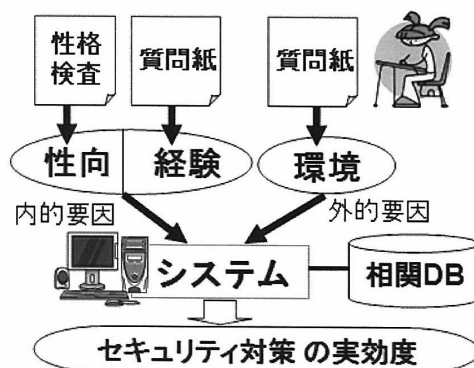 性格
検査
質問紙
質問紙
性向
経験
環境
内的要因
外的要因
システム
相関DB
セキュリティ対策の実効度